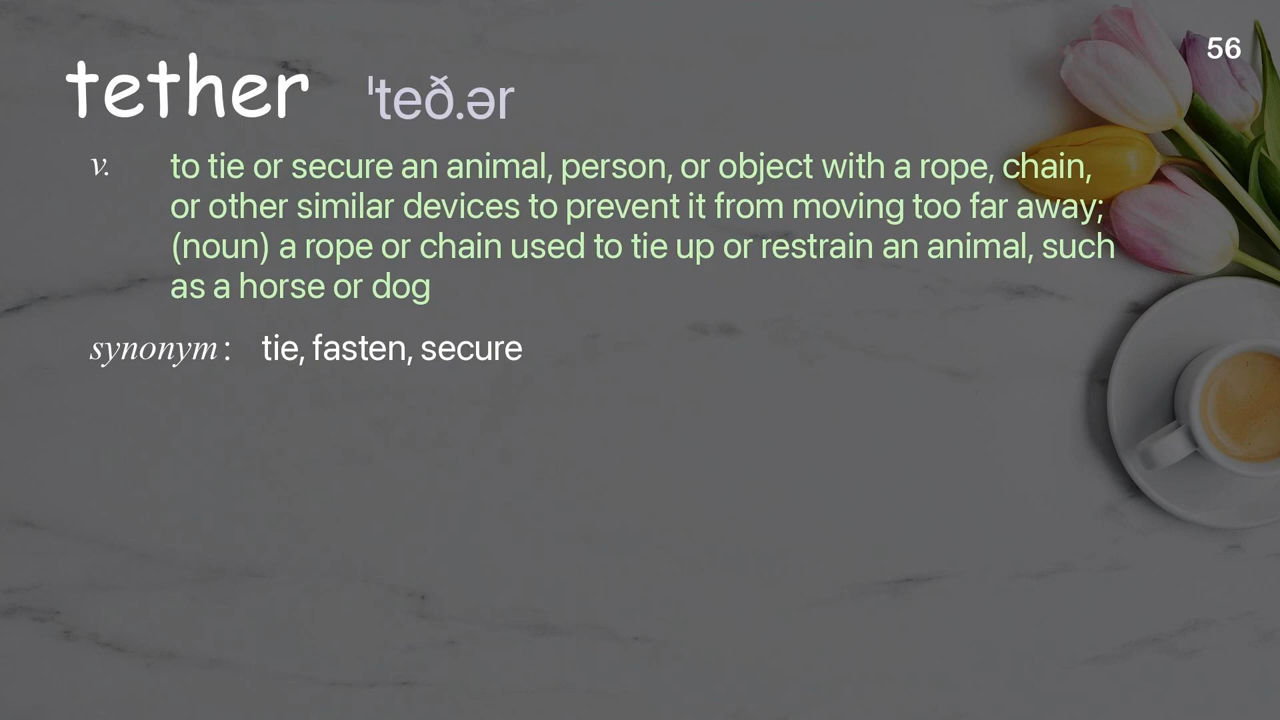 56
tether ˈteð.ər
v. to tie or secure an animal, person, or object with a rope, chain,
or other similar devices to prevent it from moving too far away;
(noun) a rope or chain used to tie up or restrain an animal, such
as a horse or dog
synonym: tie, fasten, secure